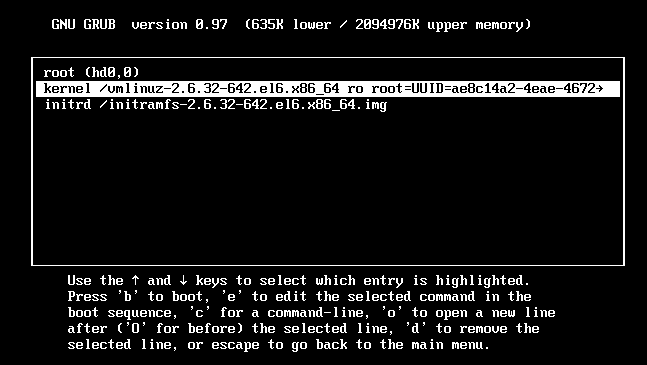 GNU GRUB  version 0.97  (635K lower / 2094976K upper memory)
root (hd0,0)
kernel /vmlinuz-2.6.32-642.el6.x86_64 ro root=UUID=ae8c14a2-4eae-4672→
initrd /initramfs-2.6.32-642.el6.x86_64.img
Use the ↑ and ↓ keys to select which entry is highlighted.
Press 'b' to boot, 'e' to edit the selected command in the
boot sequence, 'c' for a command-line, 'o' to open a new line
after ('O' for before) the selected line, 'd' to remove the
selected line, or escape to go back to the main menu.